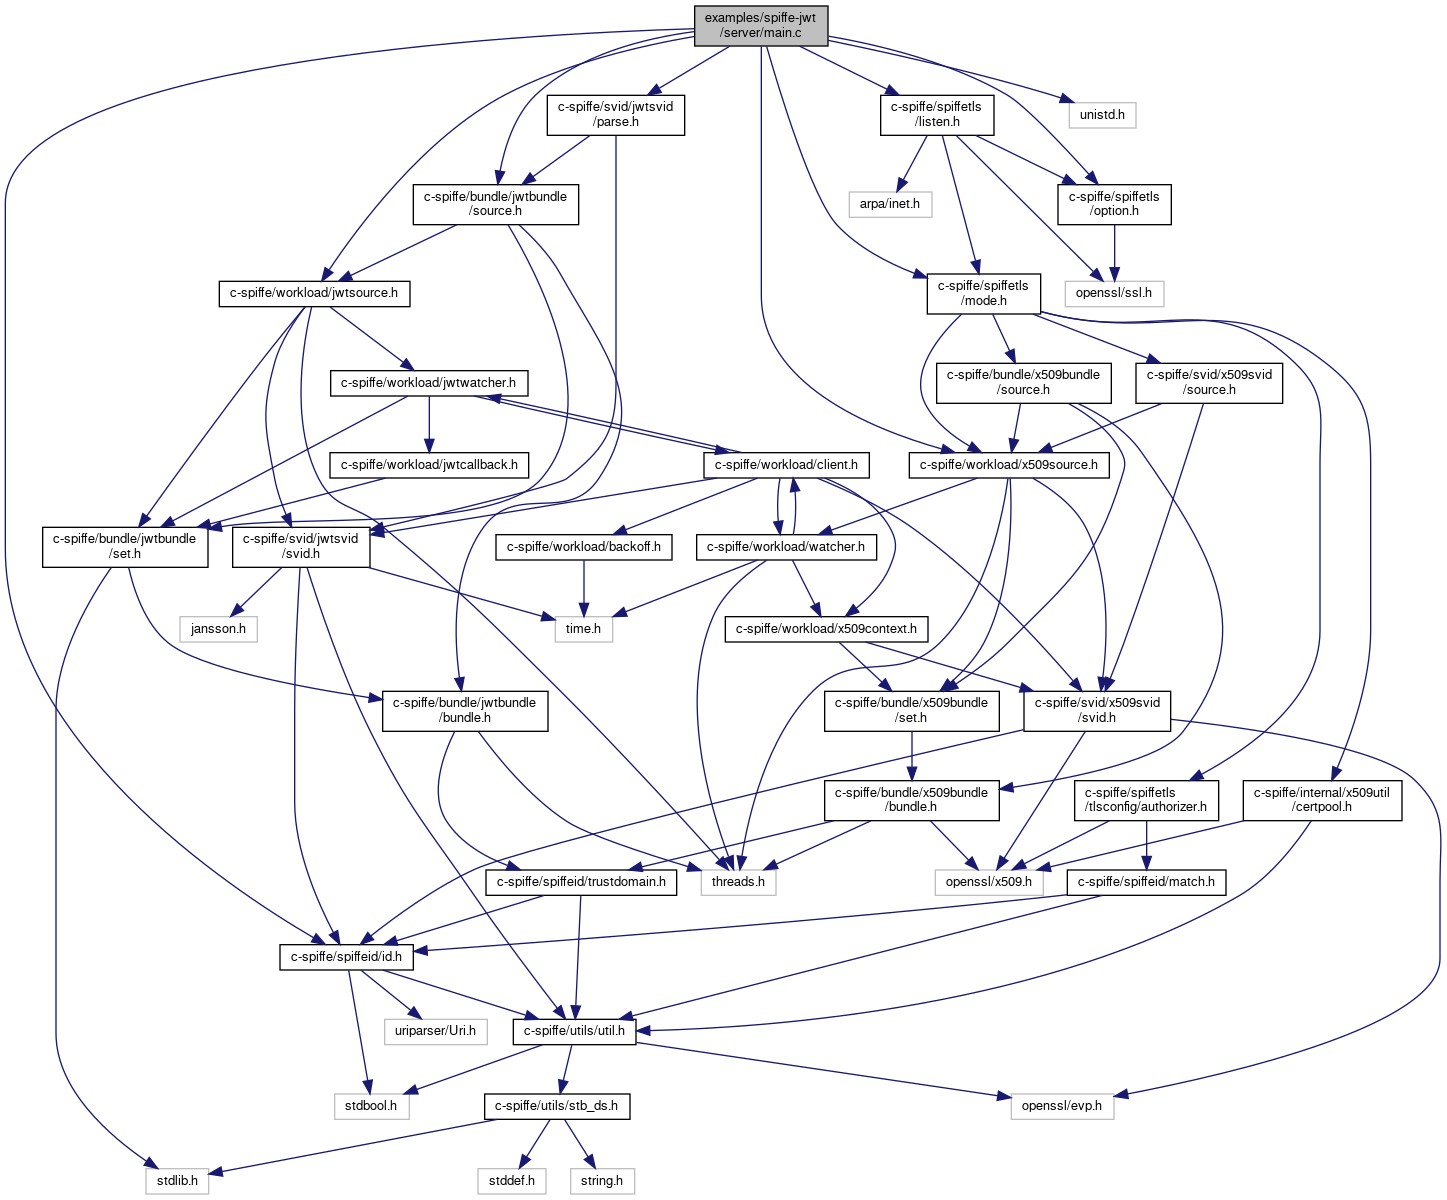 examples/spiffe-jwt
/server/main.c
c-spiffe/svid/jwtsvid
/parse.h
c-spiffe/spiffetls
/listen.h
unistd.h
c-spiffe/bundle/jwtbundle
/source.h
arpa/inet.h
c-spiffe/spiffetls
/option.h
c-spiffe/workload/jwtsource.h
c-spiffe/spiffetls
/mode.h
openssl/ssl.h
c-spiffe/workload/jwtwatcher.h
c-spiffe/bundle/x509bundle
/source.h
c-spiffe/svid/x509svid
/source.h
c-spiffe/workload/jwtcallback.h
c-spiffe/workload/client.h
c-spiffe/workload/x509source.h
c-spiffe/bundle/jwtbundle
/set.h
c-spiffe/svid/jwtsvid
/svid.h
c-spiffe/workload/backoff.h
c-spiffe/workload/watcher.h
jansson.h
time.h
c-spiffe/workload/x509context.h
c-spiffe/bundle/jwtbundle
/bundle.h
c-spiffe/bundle/x509bundle
/set.h
c-spiffe/svid/x509svid
/svid.h
c-spiffe/bundle/x509bundle
/bundle.h
c-spiffe/spiffetls
/tlsconfig/authorizer.h
c-spiffe/internal/x509util
/certpool.h
c-spiffe/spiffeid/trustdomain.h
threads.h
openssl/x509.h
c-spiffe/spiffeid/match.h
c-spiffe/spiffeid/id.h
uriparser/Uri.h
c-spiffe/utils/util.h
stdbool.h
c-spiffe/utils/stb_ds.h
openssl/evp.h
stdlib.h
stddef.h
string.h